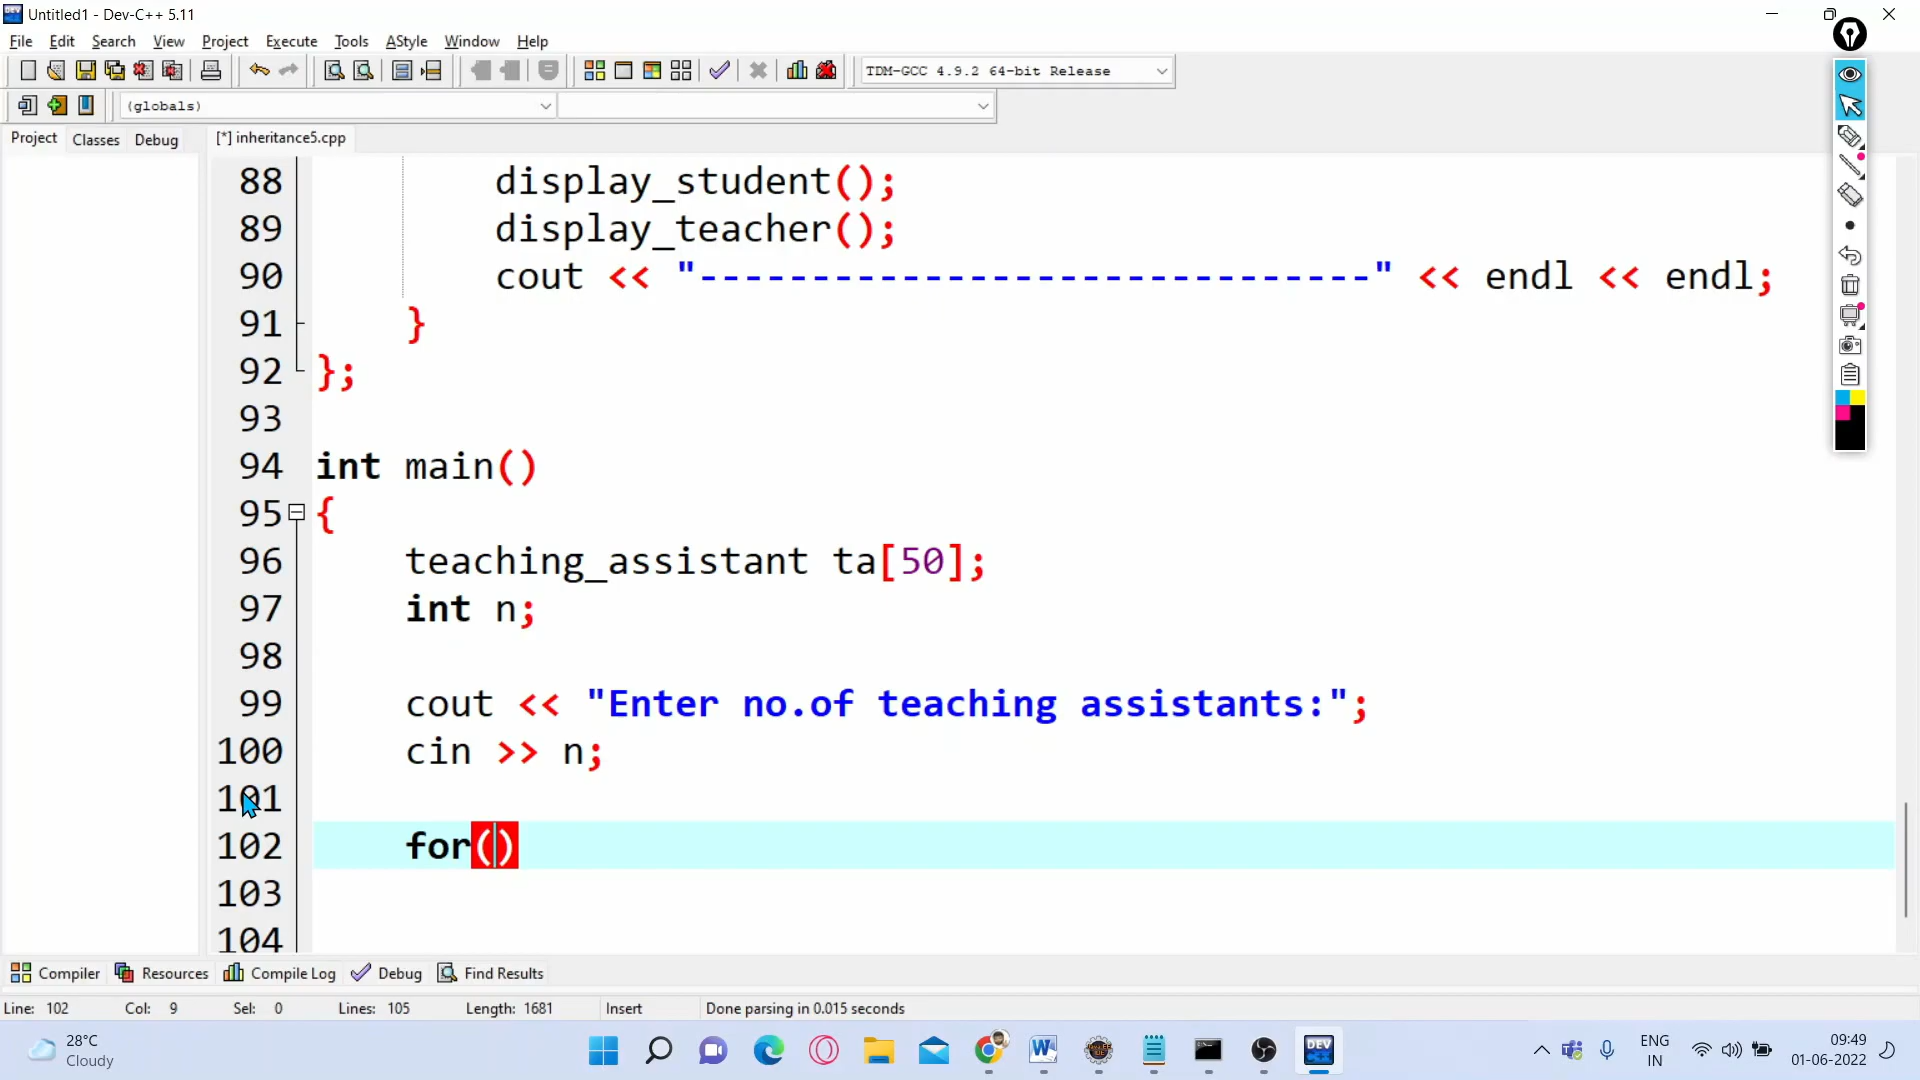 Untitled1 - Dev-C++ 5.11
File Edit Search View Project Execute Tools AStyle Window Help
TDM-GCC 4.9.2 64-bit Release
(globals)
Project Classes Debug [*] inheritance5.cpp
88 display_student();
89 display_teacher();
90 cout << "------------------------------" << endl << endl;
91 }
92 };
93
94 int main()
95 {
96 teaching_assistant ta[50];
97 int n;
98
99 cout << "Enter no.of teaching assistants:";
100 cin >> n;
101
102 for()
103
104
Compiler Resources Compile Log Debug Find Results
Line: 102 Col: 9 Sel: 0 Lines: 105 Length: 1681 Insert Done parsing in 0.015 seconds
28°C
Cloudy
ENG
IN
09:49
01-06-2022